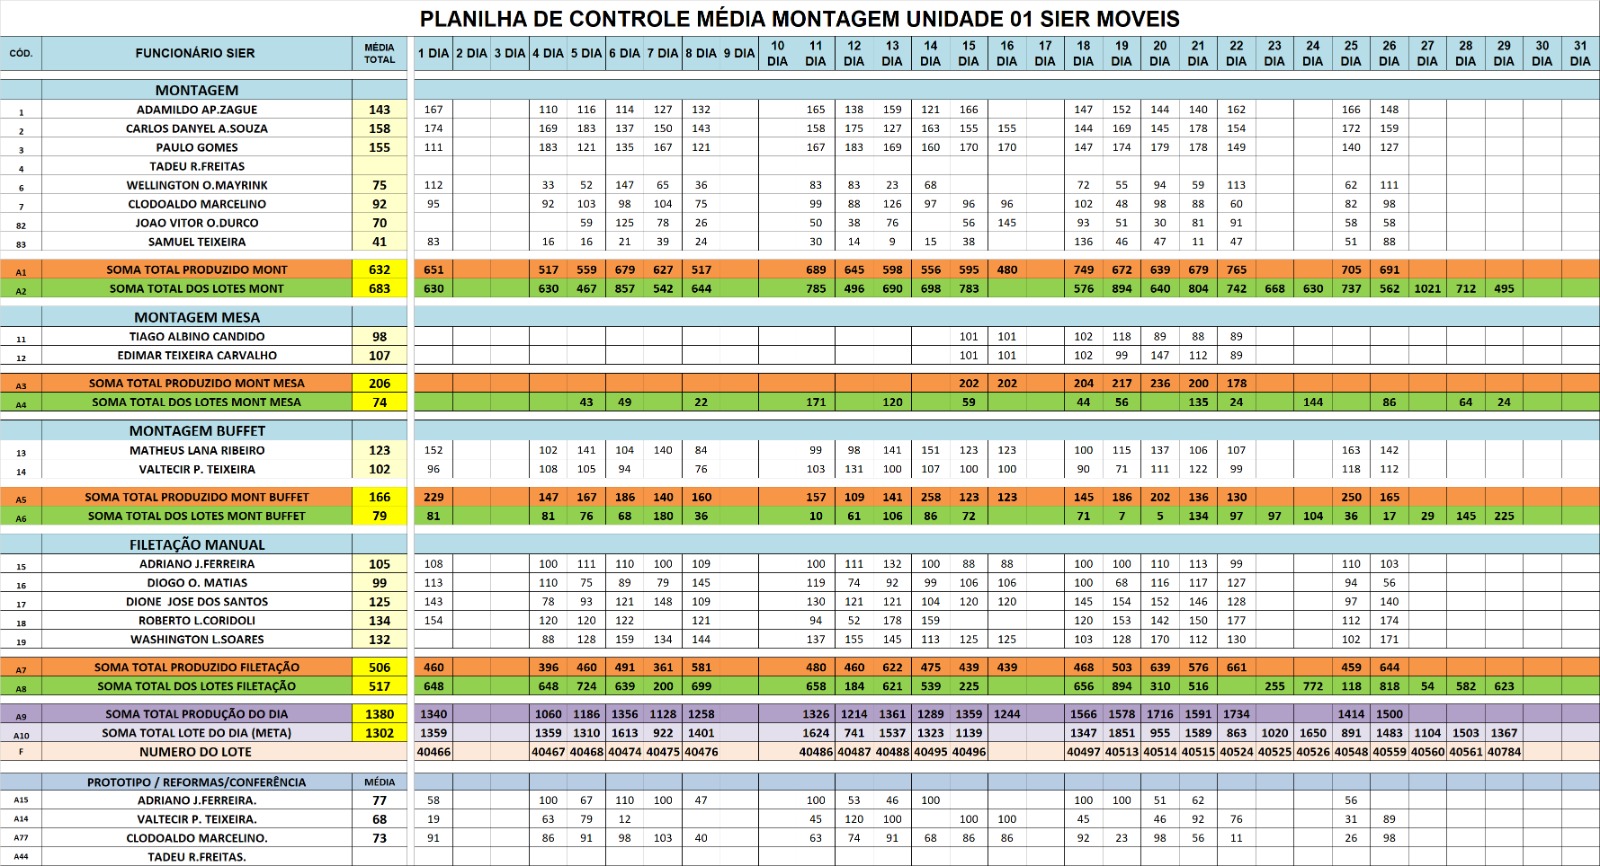 PLANILHA DE CONTROLE MÉDIA MONTAGEM UNIDADE 01 SIER MOVEIS
CÓD. FUNCIONÁRIO SIER MÉDIA TOTAL 1 DIA 2 DIA 3 DIA 4 DIA 5 DIA 6 DIA 7 DIA 8 DIA 9 DIA 10 DIA 11 DIA 12 DIA 13 DIA 14 DIA 15 DIA 16 DIA 17 DIA 18 DIA 19 DIA 20 DIA 21 DIA 22 DIA 23 DIA 24 DIA 25 DIA 26 DIA 27 DIA 28 DIA 29 DIA 30 DIA 31 DIA
MONTAGEM
1 ADAMILDO AP.ZAGUE 143 167 110 116 114 127 132 165 138 159 121 166 147 152 144 140 162 166 148
2 CARLOS DANYEL A.SOUZA 158 174 169 183 137 150 143 158 175 127 163 155 155 144 169 145 178 154 172 159
3 PAULO GOMES 155 111 183 121 135 167 121 167 183 169 160 170 170 147 174 179 178 149 140 127
4 TADEU R.FREITAS
6 WELLINGTON O.MAYRINK 75 112 33 52 147 65 36 83 83 23 68 72 55 94 59 113 62 111
7 CLODOALDO MARCELINO 92 95 92 103 98 104 75 99 88 126 97 96 96 102 48 98 88 60 82 98
82 JOAO VITOR O.DURCO 70 59 125 78 26 50 38 76 56 145 93 51 30 81 91 58 58
83 SAMUEL TEIXEIRA 41 83 16 16 21 39 24 30 14 9 15 38 136 46 47 11 47 51 88
A1 SOMA TOTAL PRODUZIDO MONT 632 651 517 559 679 627 517 689 645 598 556 595 480 749 672 639 679 765 705 691
A2 SOMA TOTAL DOS LOTES MONT 683 630 630 467 857 542 644 785 496 690 698 783 576 894 640 804 742 668 630 737 562 1021 712 495
MONTAGEM MESA
11 TIAGO ALBINO CANDIDO 98 101 101 102 118 89 88 89
12 EDIMAR TEIXEIRA CARVALHO 107 101 101 102 99 147 112 89
A3 SOMA TOTAL PRODUZIDO MONT MESA 206 202 202 204 217 236 200 178
A4 SOMA TOTAL DOS LOTES MONT MESA 74 43 49 22 171 120 59 44 56 135 24 144 86 64 24
MONTAGEM BUFFET
13 MATHEUS LANA RIBEIRO 123 152 102 141 104 140 84 99 98 141 151 123 123 100 115 137 106 107 163 142
14 VALTECIR P. TEIXEIRA 102 96 108 105 94 76 103 131 100 107 100 100 90 71 111 122 99 118 112
A5 SOMA TOTAL PRODUZIDO MONT BUFFET 166 229 147 167 186 140 160 157 109 141 258 123 123 145 186 202 136 130 250 165
A6 SOMA TOTAL DOS LOTES MONT BUFFET 79 81 81 76 68 180 36 10 61 106 86 72 71 7 5 134 97 97 104 36 17 29 145 225
FILETAÇÃO MANUAL
15 ADRIANO J.FERREIRA 105 108 100 111 110 100 109 100 111 132 100 88 88 100 100 110 113 99 110 103
16 DIOGO O. MATIAS 99 113 110 75 89 79 145 119 74 92 99 106 106 100 68 116 117 127 94 56
17 DIONE JOSE DOS SANTOS 125 143 78 93 121 148 109 130 121 121 104 120 120 145 154 152 146 128 97 140
18 ROBERTO L.CORIDOLI 134 154 120 120 122 121 94 52 178 159 120 153 142 150 177 112 174
19 WASHINGTON L.SOARES 132 88 128 159 134 144 137 155 145 113 125 125 103 128 170 112 130 102 171
A7 SOMA TOTAL PRODUZIDO FILETAÇÃO 506 460 396 460 491 361 581 480 460 622 475 439 439 468 503 639 576 661 459 644
A8 SOMA TOTAL DOS LOTES FILETAÇÃO 517 648 648 724 639 200 699 658 184 621 539 225 656 894 310 516 255 772 118 818 54 582 623
A9 SOMA TOTAL PRODUÇÃO DO DIA 1380 1340 1060 1186 1356 1128 1258 1326 1214 1361 1289 1359 1244 1566 1578 1716 1591 1734 1414 1500
A10 SOMA TOTAL LOTE DO DIA (META) 1302 1359 1359 1310 1613 922 1401 1624 741 1537 1323 1139 1347 1851 955 1589 863 1020 1650 891 1483 1104 1503 1367
F NUMERO DO LOTE 40466 40467 40468 40474 40475 40476 40486 40487 40488 40495 40496 40497 40513 40514 40515 40524 40525 40526 40548 40559 40560 40561 40784
PROTOTIPO / REFORMAS/CONFERÊNCIA MÉDIA
A15 ADRIANO J.FERREIRA. 77 58 100 67 110 100 47 100 53 46 100 100 100 51 62 56
A14 VALTECIR P. TEIXEIRA. 68 19 63 79 12 45 120 100 100 100 45 46 92 76 31 89
A77 CLODOALDO MARCELINO. 73 91 86 91 98 103 40 63 74 91 68 86 86 92 23 98 56 11 26 98
A44 TADEU R.FREITAS.